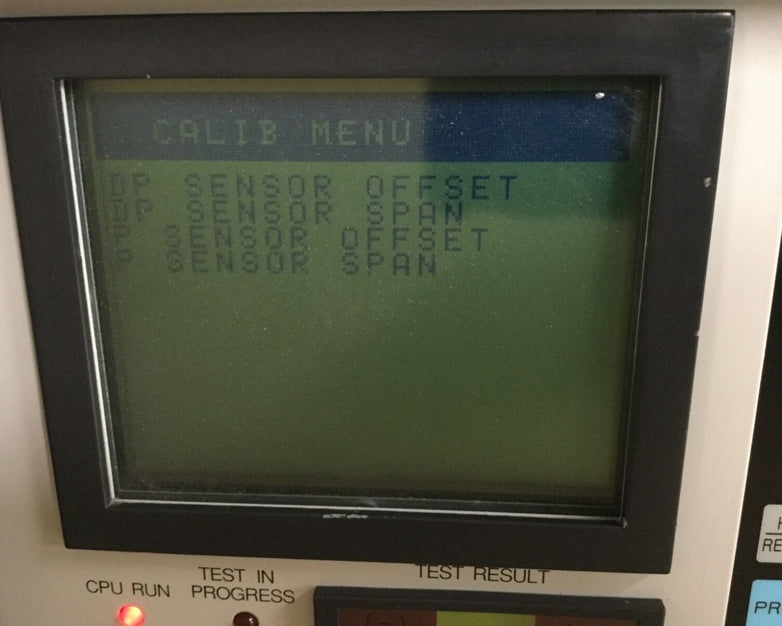 CALIB MENU
DP SENSOR OFFSET
DP SENSOR SPAN
P SENSOR OFFSET
P SENSOR SPAN
CPU RUN
TEST IN
PROGRESS
TEST RESULT